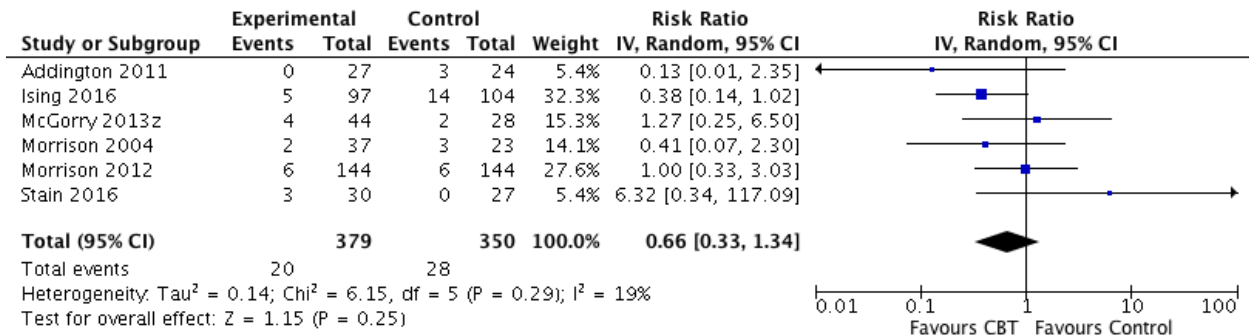 Experimental Control Risk Ratio Risk Ratio
Study or Subgroup Events Total Events Total Weight IV, Random, 95% CI IV, Random, 95% CI
Addington 2011 0 27 3 24 5.4% 0.13 [0.01, 2.35]
Ising 2016 5 97 14 104 32.3% 0.38 [0.14, 1.02]
McGorry 2013z 4 44 2 28 15.3% 1.27 [0.25, 6.50]
Morrison 2004 2 37 3 23 14.1% 0.41 [0.07, 2.30]
Morrison 2012 6 144 6 144 27.6% 1.00 [0.33, 3.03]
Stain 2016 3 30 0 27 5.4% 6.32 [0.34, 117.09]
Total (95% CI) 379 350 100.0% 0.66 [0.33, 1.34]
Total events 20 28
Heterogeneity: Tau² = 0.14; Chi² = 6.15, df = 5 (P = 0.29); I² = 19%
Test for overall effect: Z = 1.15 (P = 0.25)
0.01 0.1 1 10 100
Favours CBT Favours Control